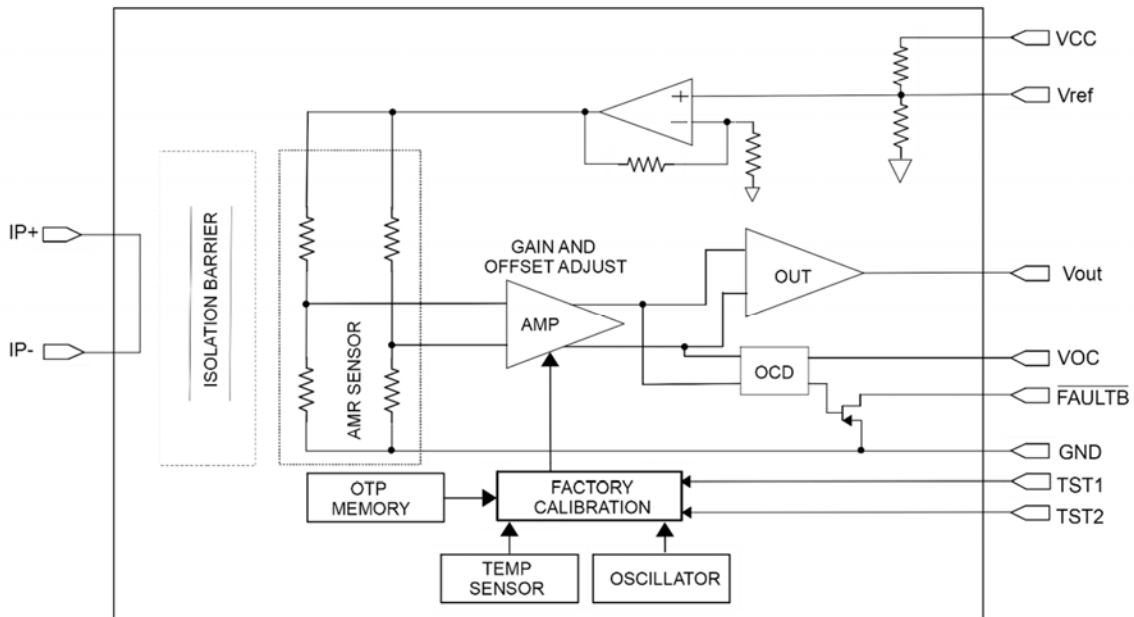 VCC
Vref
+
−
IP+
IP-
ISOLATION BARRIER
AMR SENSOR
GAIN AND
OFFSET ADJUST
AMP
OUT
Vout
OCD
VOC
FAULTB
GND
TST1
TST2
OTP
MEMORY
FACTORY
CALIBRATION
TEMP
SENSOR
OSCILLATOR